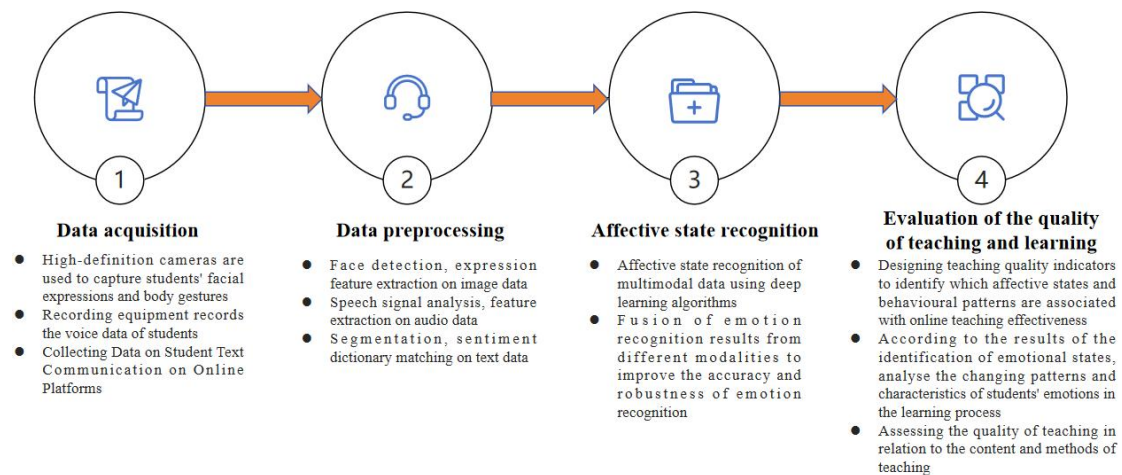 1
Data acquisition
● High-definition cameras are
used to capture students' facial
expressions and body gestures
● Recording equipment records
the voice data of students
● Collecting Data on Student Text
Communication on Online
Platforms
2
Data preprocessing
● Face detection, expression
feature extraction on image data
● Speech signal analysis, feature
extraction on audio data
● Segmentation, sentiment
dictionary matching on text data
3
Affective state recognition
● Affective state recognition of
multimodal data using deep
learning algorithms
● Fusion of emotion
recognition results from
different modalities to
improve the accuracy and
robustness of emotion
recognition
4
Evaluation of the quality
of teaching and learning
● Designing teaching quality indicators
to identify which affective states and
behavioural patterns are associated
with online teaching effectiveness
● According to the results of the
identification of emotional states,
analyse the changing patterns and
characteristics of students' emotions in
the learning process
● Assessing the quality of teaching in
relation to the content and methods of
teaching